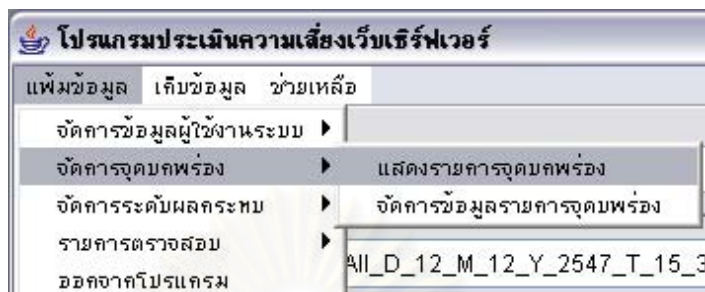 โปรแกรมประเมินความเสี่ยงเว็บเซิร์ฟเวอร์
แฟ้มข้อมูล เก็บข้อมูล ช่วยเหลือ
จัดการข้อมูลผู้ใช้งานระบบ
จัดการจุดบกพร่อง
แสดงรายการจุดบกพร่อง
จัดการระดับผลกระทบ
จัดการข้อมูลรายการจุดบพร่อง
รายการตรวจสอบ
All_D_12_M_12_Y_2547_T_15_3
ออกจากโปรแกรม